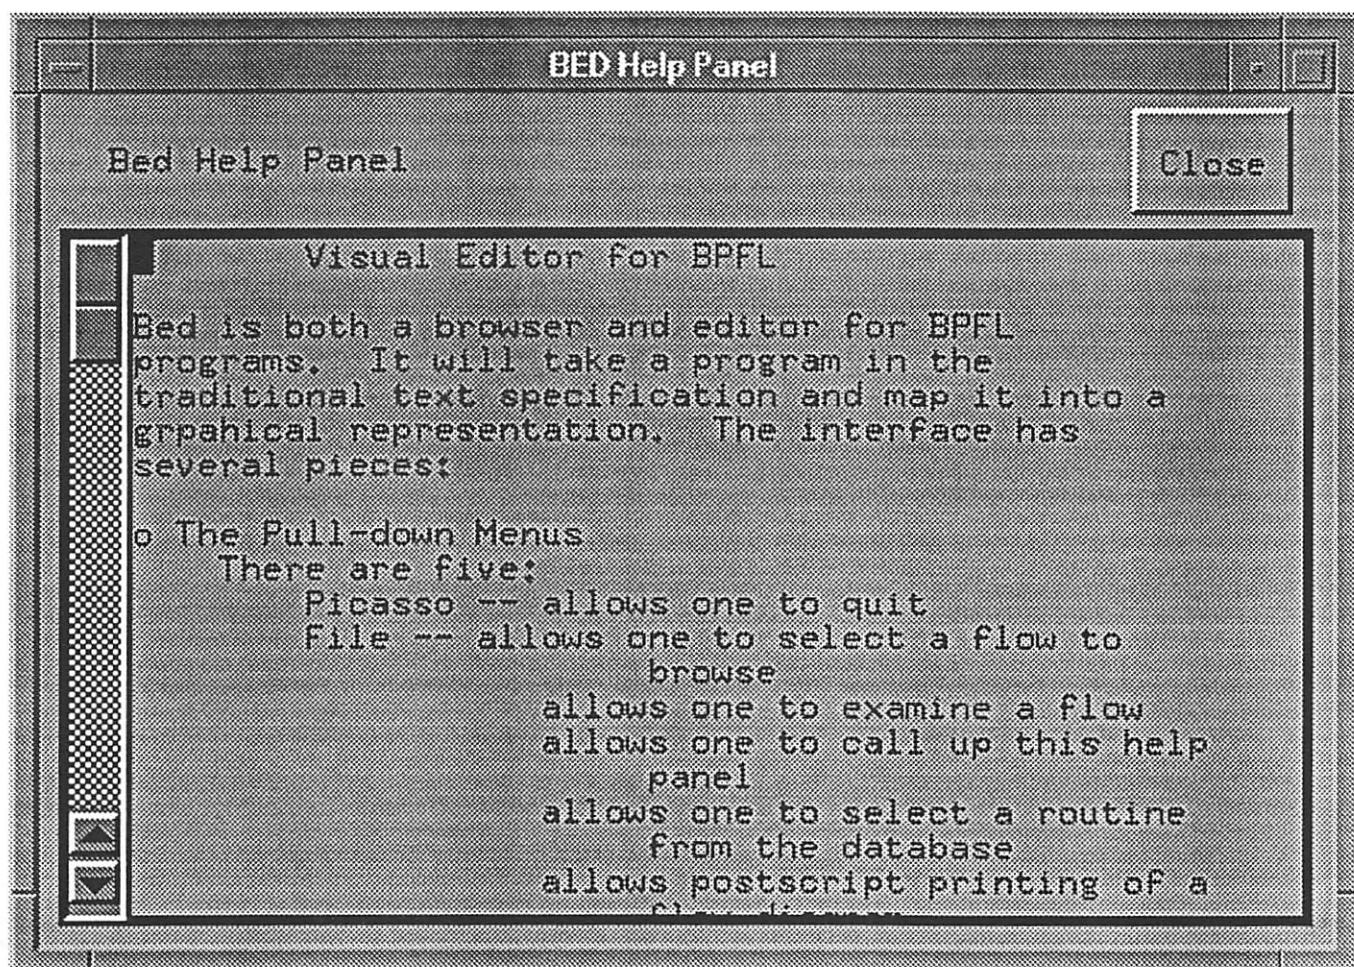 BED Help Panel
Bed Help Panel
Close
Visual Editor for BPFL
Bed is both a browser and editor for BPFL
programs. It will take a program in the
traditional text specification and map it into a
grpahical representation. The interface has
several pieces:
o The Pull-down Menus
There are five:
Picasso -- allows one to quit
File -- allows one to select a flow to
browse
allows one to examine a flow
allows one to call up this help
panel
allows one to select a routine
from the database
allows postscript printing of a